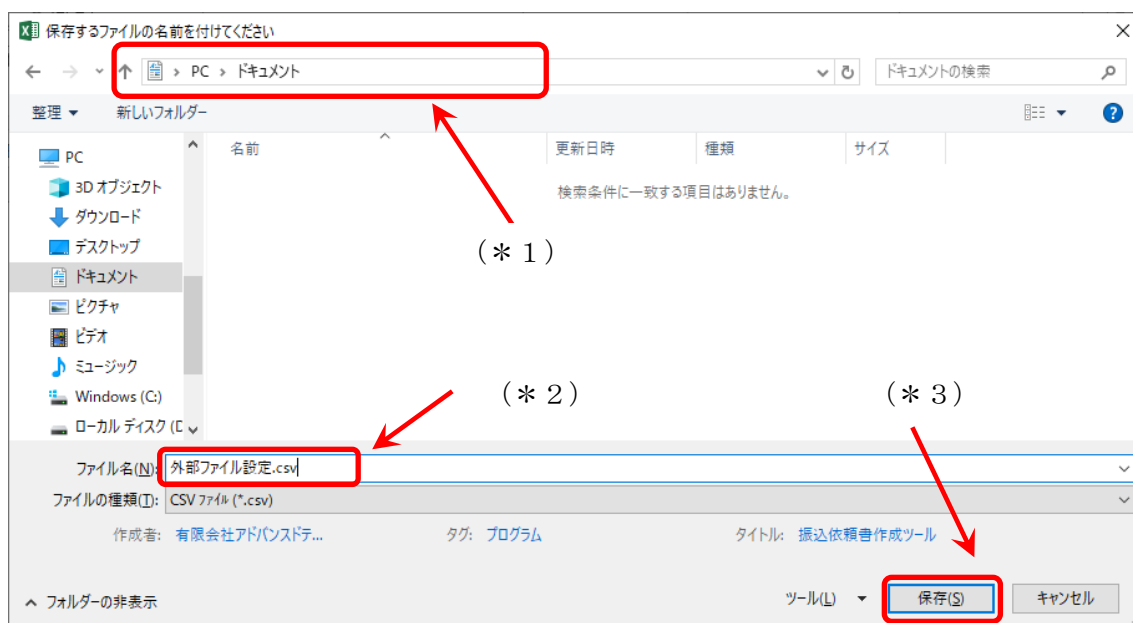 保存するファイルの名前を付けてください
PC › ドキュメント
ドキュメントの検索
整理 新しいフォルダー
名前 更新日時 種類 サイズ
検索条件に一致する項目はありません。
PC
3D オブジェクト
ダウンロード
デスクトップ
ドキュメント
ピクチャ
ビデオ
ミュージック
Windows (C:)
ローカル ディスク (D
(＊１)
(＊２)
(＊３)
ファイル名(N): 外部ファイル設定.csv
ファイルの種類(T): CSV ファイル (*.csv)
作成者: 有限会社アドバンスドテ... タグ: プログラム タイトル: 振込依頼書作成ツール
フォルダーの非表示 ツール(L) 保存(S) キャンセル